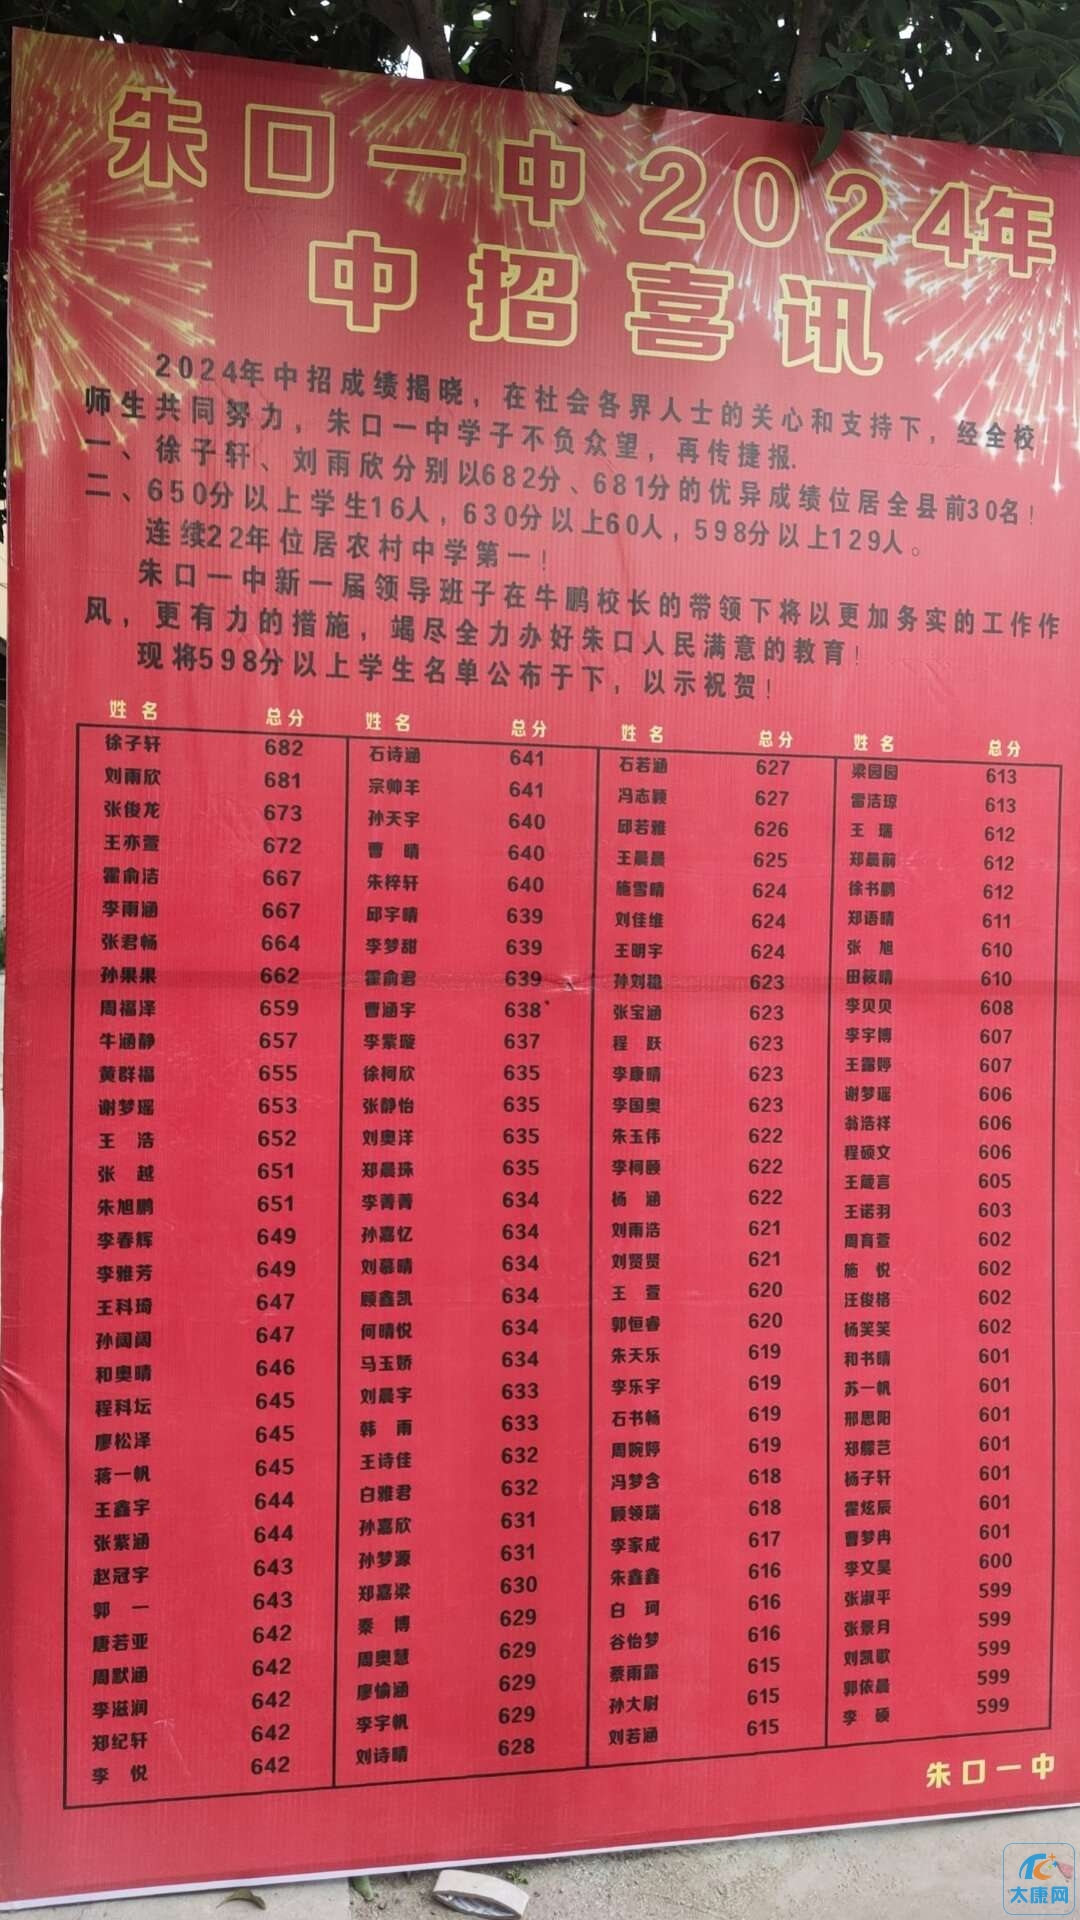 朱口一中2024年
中招喜讯
2024年中招成绩揭晓，在社会各界人士的关心和支持下，经全校
师生共同努力，朱口一中学子不负众望，再传捷报.
一、徐子轩、刘雨欣分别以682分、681分的优异成绩位居全县前30名！
二、650分以上学生16人，630分以上60人，598分以上129人。
连续22年位居农村中学第一！
朱口一中新一届领导班子在牛鹏校长的带领下将以更加务实的工作作
风，更有力的措施，竭尽全力办好朱口人民满意的教育！
现将598分以上学生名单公布于下，以示祝贺！
姓名 总分 姓名 总分 姓名 总分 姓名 总分
徐子轩 682 石诗涵 641 石若涵 627 梁园园 613
刘雨欣 681 宗帅羊 641 冯志颖 627 雷洁琼 613
张俊龙 673 孙天宇 640 邱若雅 626 王瑞 612
王亦萱 672 曹晴 640 王晨晨 625 郑晨前 612
霍俞洁 667 朱梓轩 640 施雪晴 624 徐书鹏 612
李雨涵 667 邱宇晴 639 刘佳维 624 郑语晴 611
张君畅 664 李梦甜 639 王明宇 624 张旭 610
孙果果 662 霍俞君 639 孙刘稳 623 田筱晴 610
周福泽 659 曹涵宇 638 张宝涵 623 李贝贝 608
牛涵静 657 李紫璇 637 程跃 623 李宇博 607
黄群福 655 徐柯欣 635 李康晴 623 王露婷 607
谢梦瑶 653 张静怡 635 李国奥 623 谢梦瑶 606
王浩 652 刘奥洋 635 朱玉伟 622 翁浩祥 606
张越 651 郑晨珠 635 李柯颐 622 程硕文 606
朱旭鹏 651 李菁菁 634 杨涵 622 王箴言 605
李春辉 649 孙嘉忆 634 刘雨浩 621 王诺羽 603
李雅芳 649 刘慕晴 634 刘贤贤 621 周育萱 602
王科琦 647 顾鑫凯 634 王萱 620 施悦 602
孙阔阔 647 何晴悦 634 郭恒睿 620 汪俊格 602
和奥晴 646 马玉娇 634 朱天乐 619 杨笑笑 602
程科坛 645 刘晨宇 633 李乐宇 619 和书晴 601
廖松泽 645 韩雨 633 石书畅 619 苏一帆 601
蒋一帆 645 王诗佳 632 周婉婷 619 邢思阳 601
王鑫宇 644 白雅君 632 冯梦含 618 郑艨艺 601
张紫涵 644 孙嘉欣 631 顾领瑞 618 杨子轩 601
赵冠宇 643 孙梦源 631 李家成 617 霍炫辰 601
郭一 643 郑嘉梁 630 朱鑫鑫 616 曹梦冉 601
唐若亚 642 秦博 629 白珂 616 李文昊 600
周默涵 642 周奥慧 629 谷怡梦 616 张淑平 599
李滋润 642 廖愉涵 629 蔡雨露 615 张景月 599
郑纪轩 642 李宇帆 629 孙大尉 615 刘凯歌 599
李悦 642 刘诗晴 628 刘若涵 615 郭依晨 599
李硕 599
朱口一中
太康网